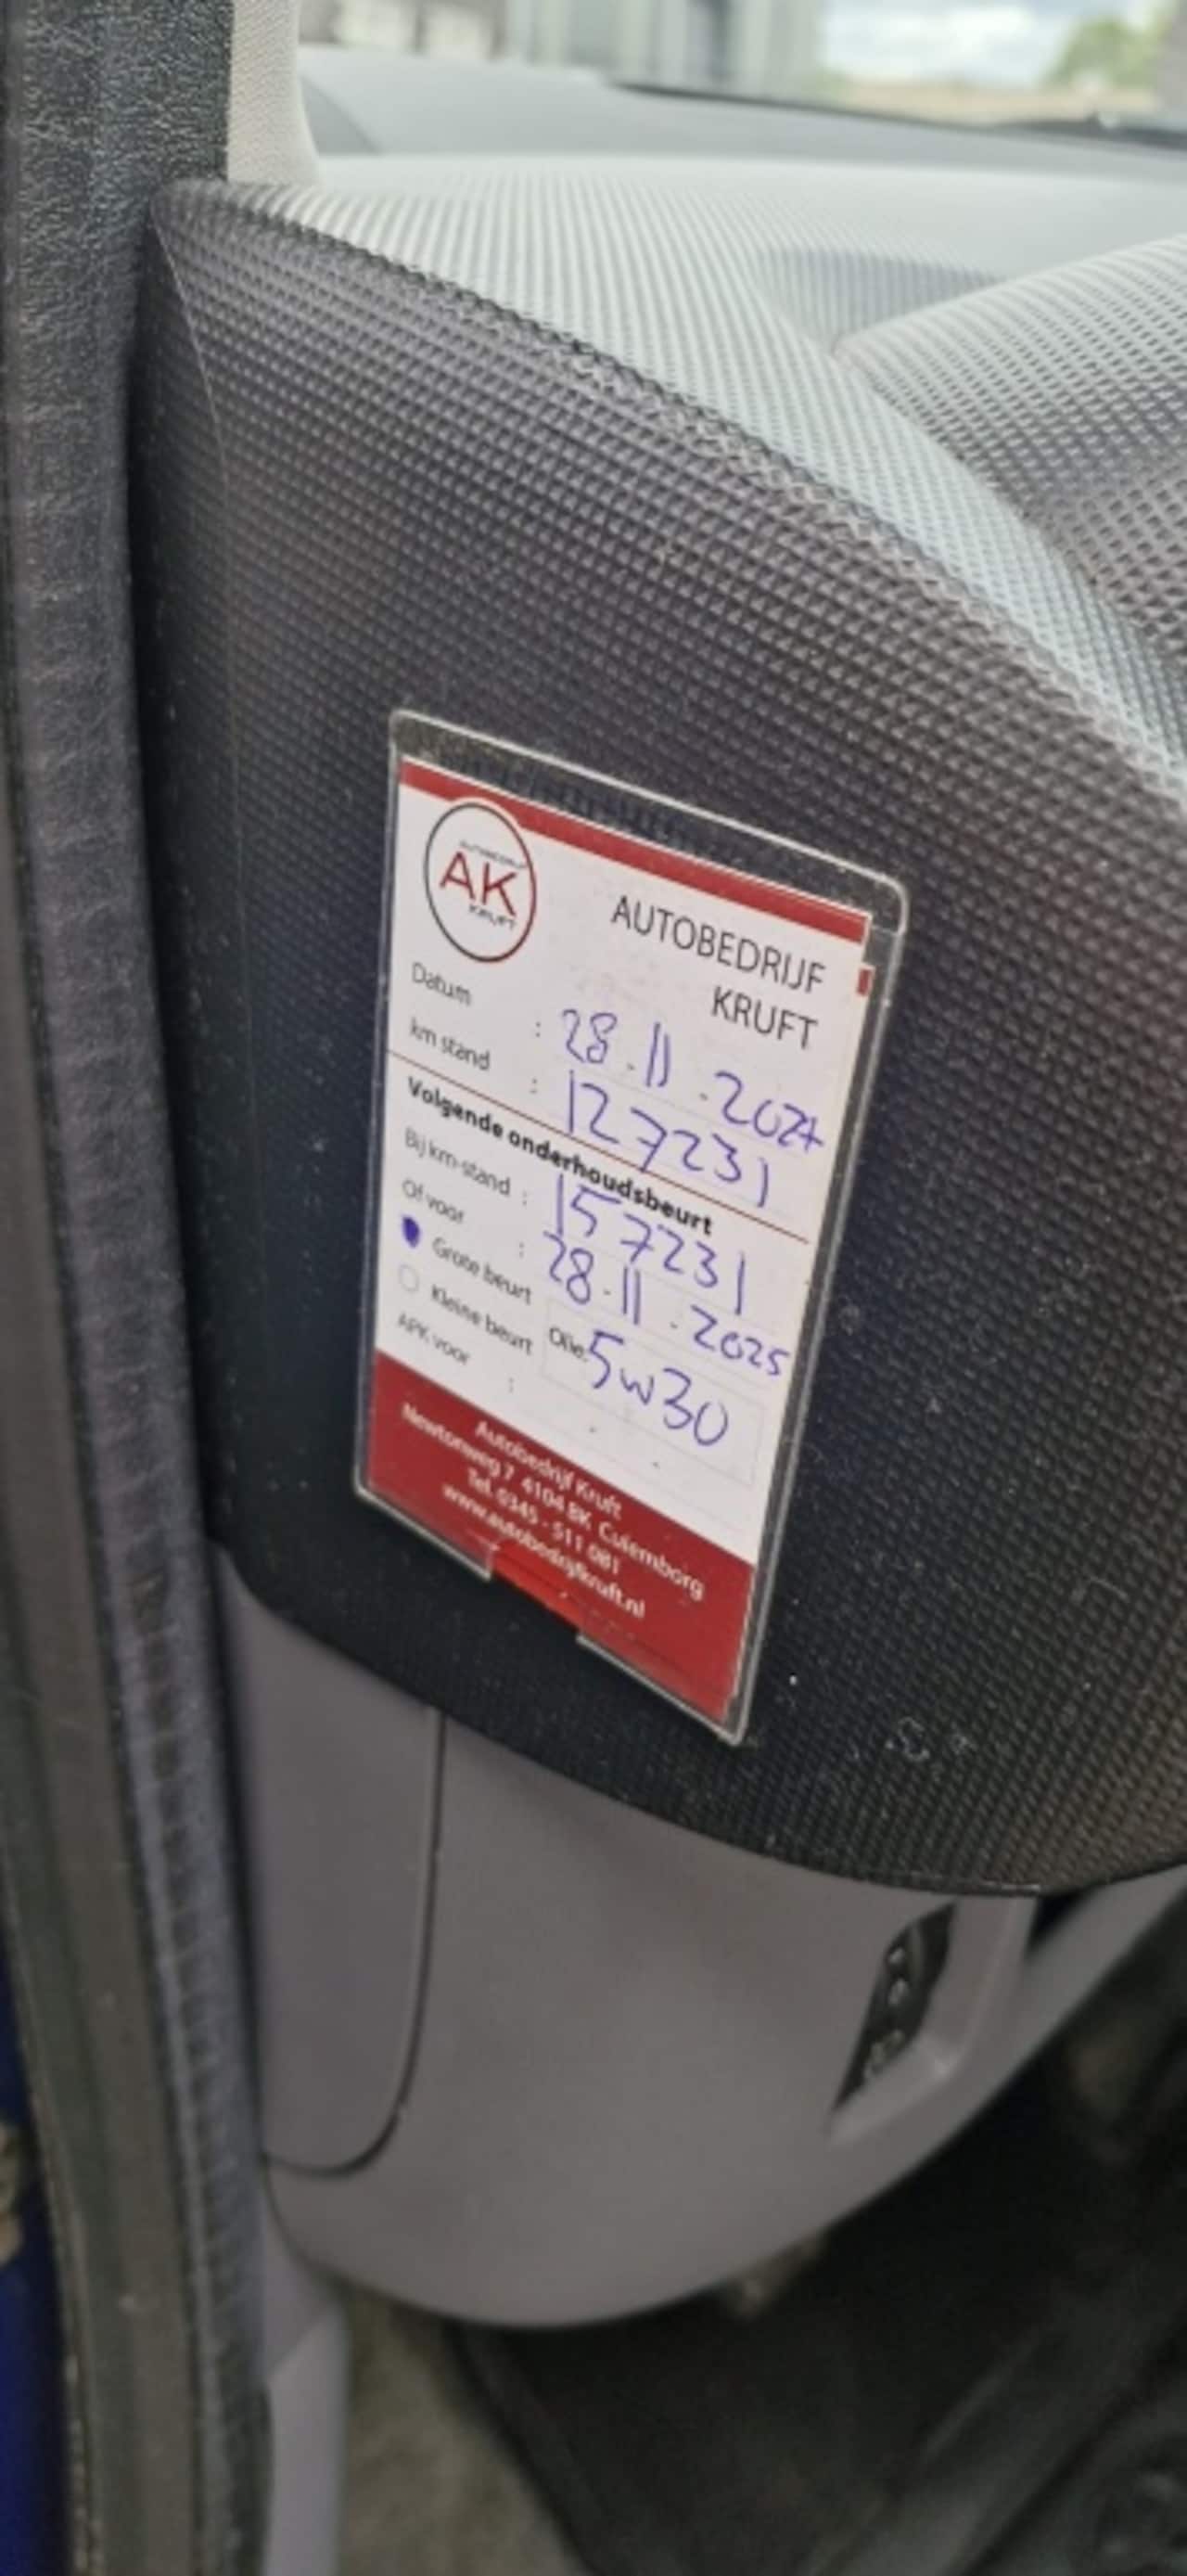 AUTOBEDRIJF
AK
KRUFT
AUTOBEDRIJF
KRUFT
Datum : 28.11.2024
km stand : 127231
Volgende onderhoudsbeurt
Bij km-stand : 157231
Of voor : 28.11.2025
Grote beurt
Kleine beurt Olie: 5w30
APK voor :
Autobedrijf Kruft
Newtonweg 7 4104 BK Culemborg
Tel. 0345 - 511 081
www.autobedrijfkruft.nl